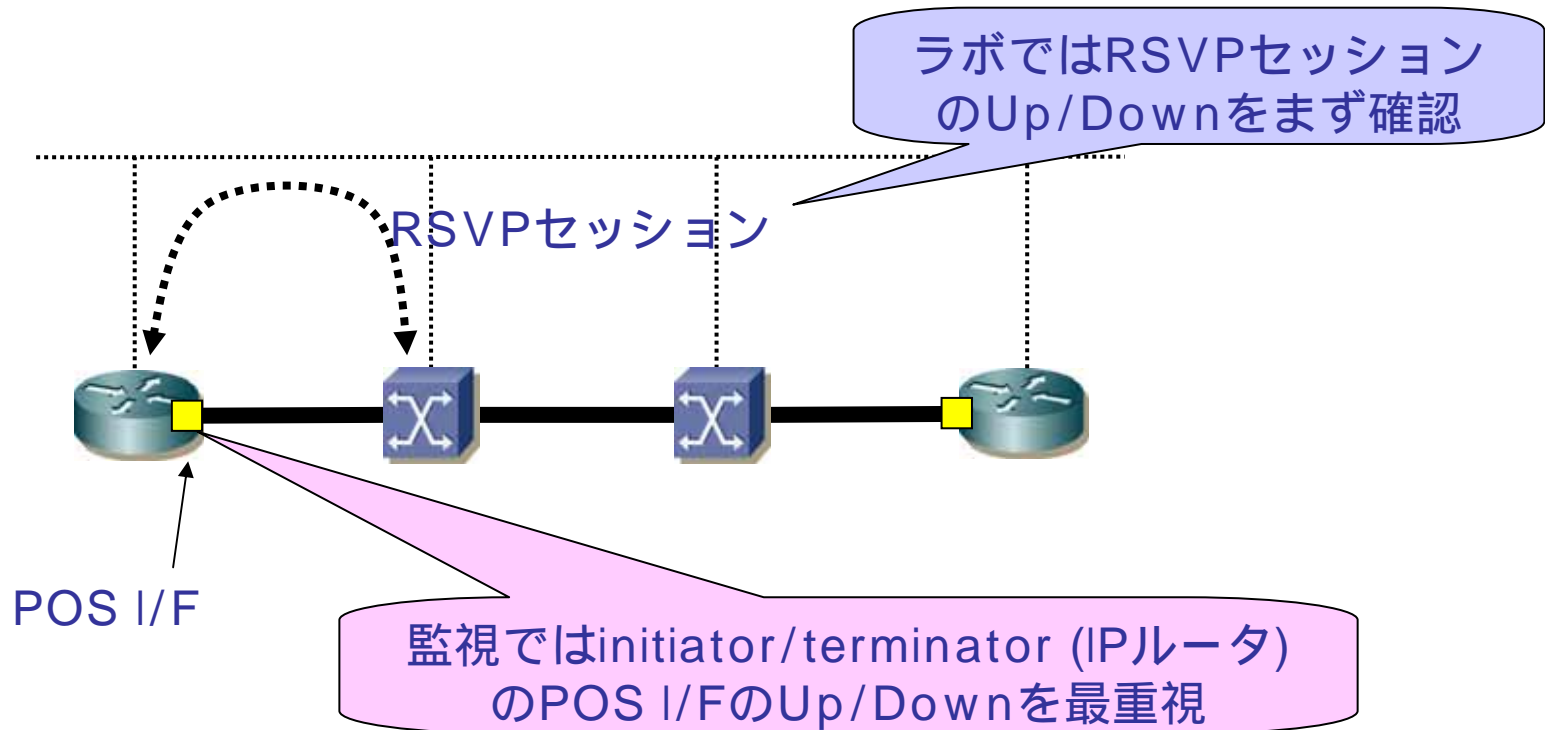 ラボではRSVPセッション
のUp/Downをまず確認
RSVPセッション
POS I/F
監視ではinitiator/terminator (IPルータ)
のPOS I/FのUp/Downを最重視